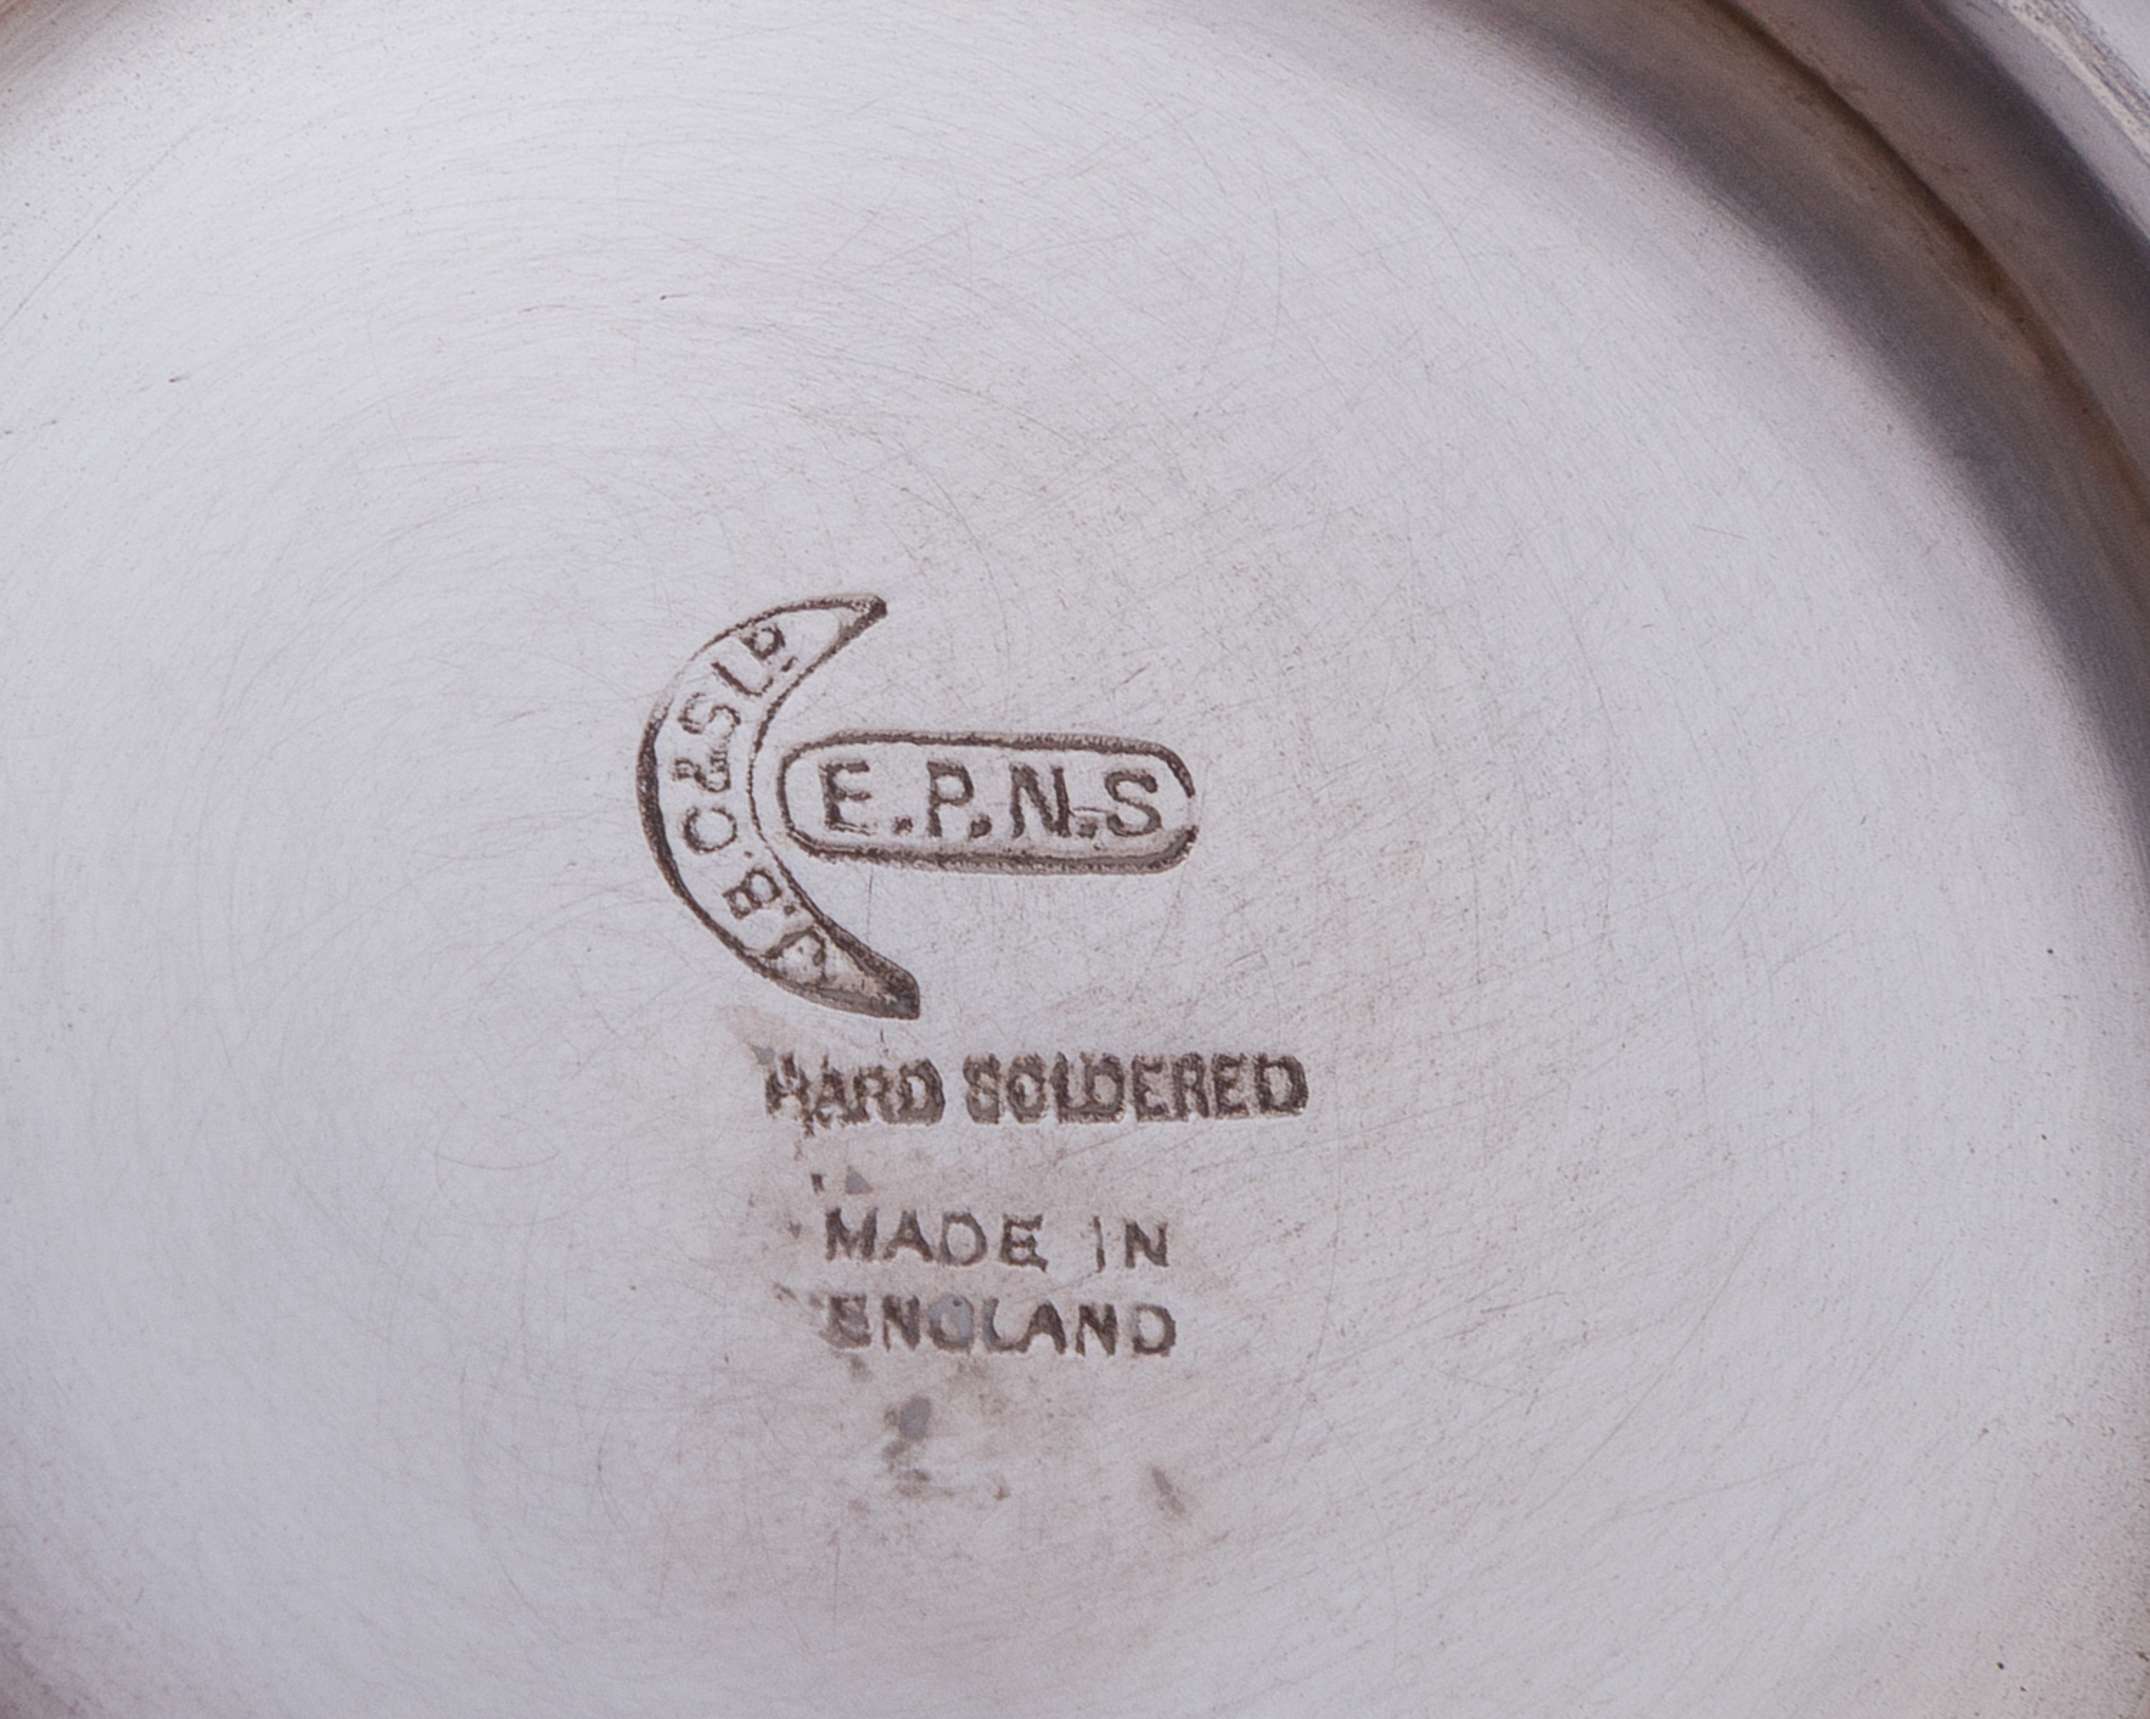 J.B.C. & S Lᵈ
E.P.N.S
HARD SOLDERED
MADE IN
ENGLAND